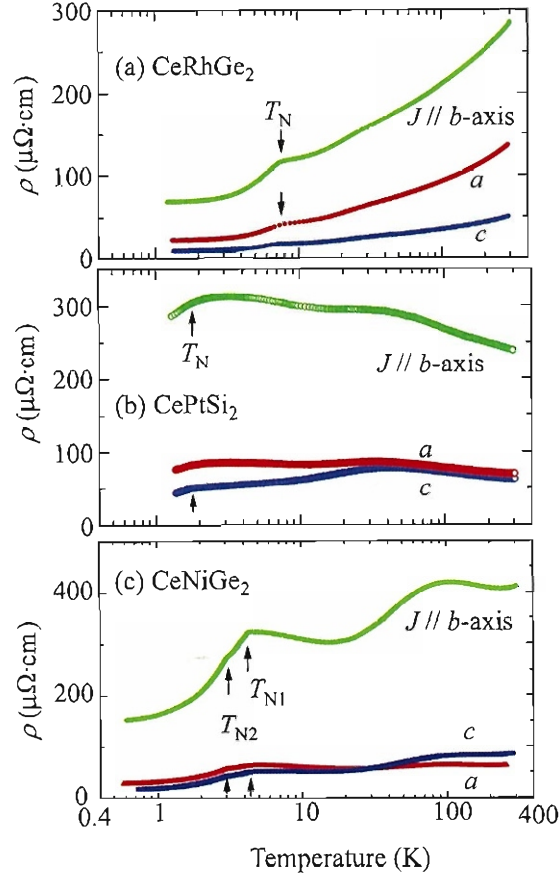 300
(a) CeRhGe₂
200
T_N
J // b-axis
ρ (μΩ·cm)
100
a
c
0
300
T_N
J // b-axis
ρ (μΩ·cm)
300
(b) CePtSi₂
100
a
c
0
(c) CeNiGe₂
400
J // b-axis
ρ (μΩ·cm)
200
T_N1
T_N2
c
a
0
0.4 1 10 100 400
Temperature (K)